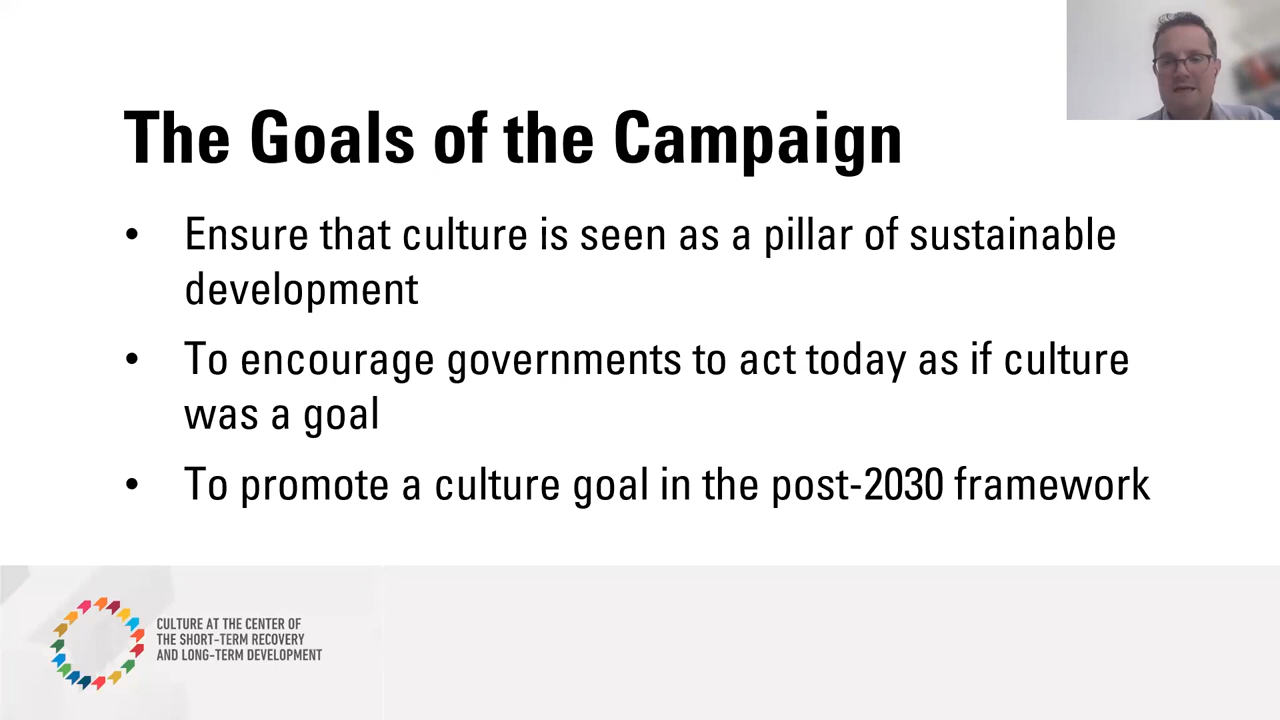 The Goals of the Campaign
• Ensure that culture is seen as a pillar of sustainable
development
• To encourage governments to act today as if culture
was a goal
• To promote a culture goal in the post-2030 framework
CULTURE AT THE CENTER OF
THE SHORT-TERM RECOVERY
AND LONG-TERM DEVELOPMENT